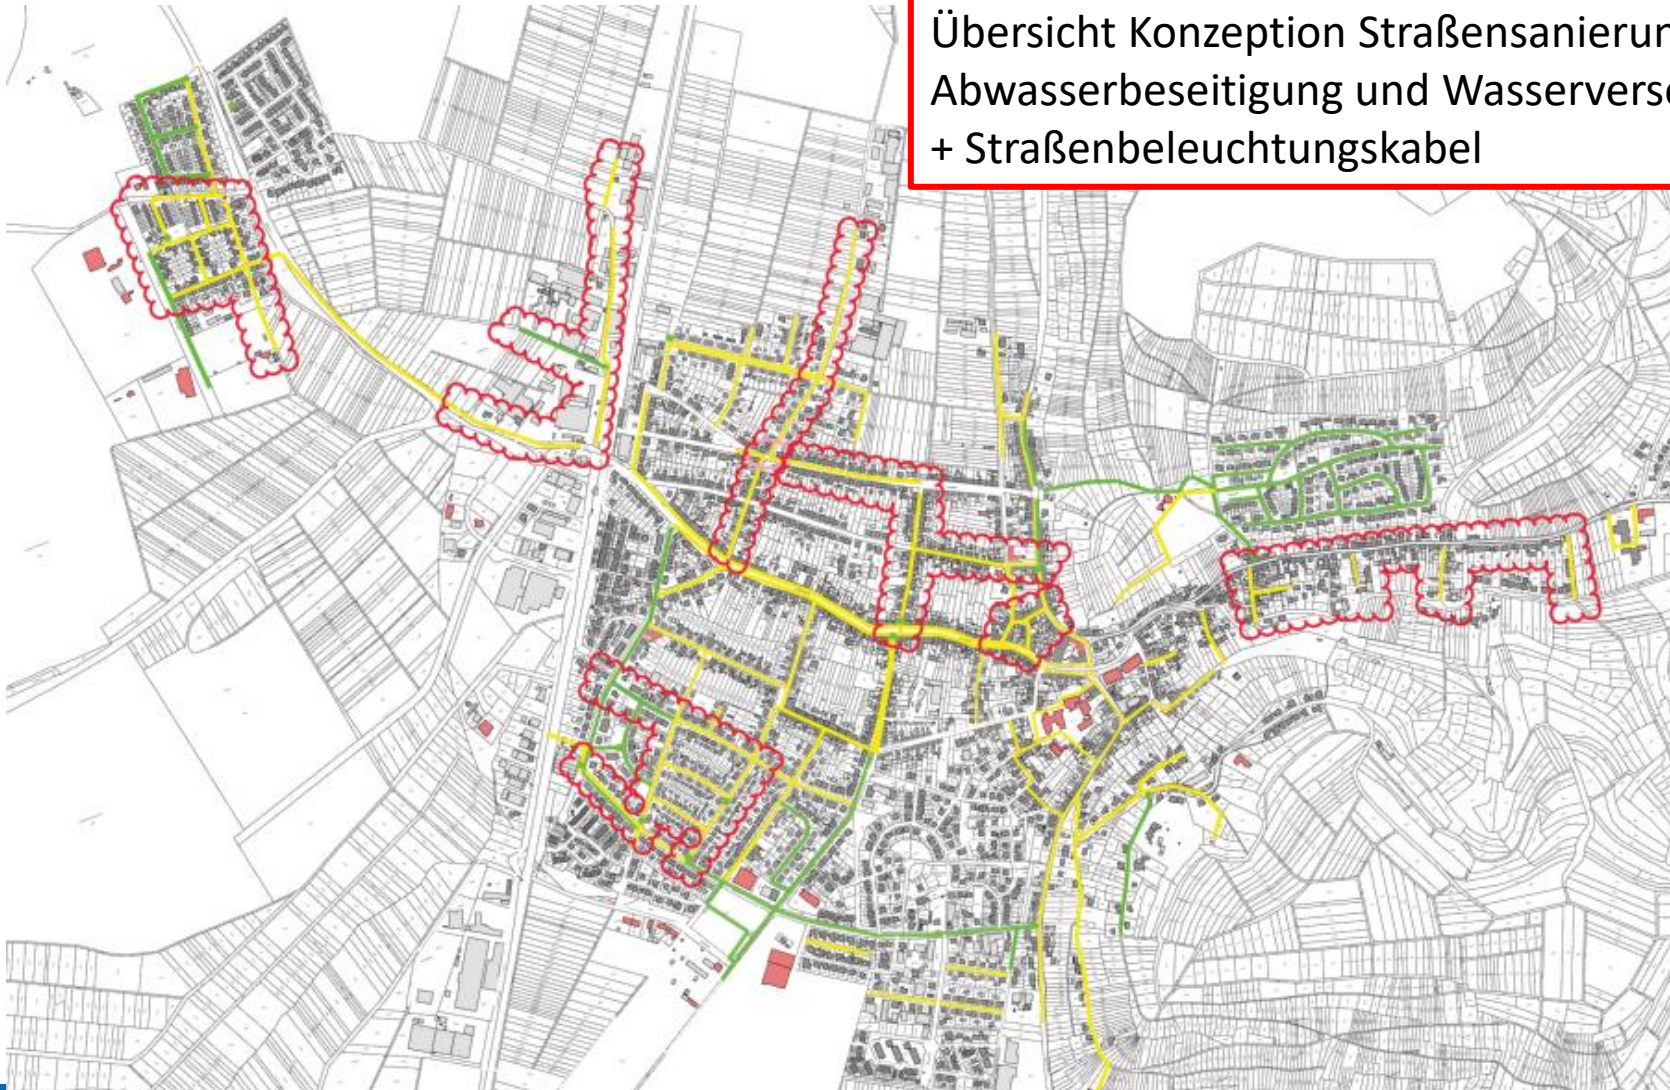 Übersicht Konzeption Straßensanierun
Abwasserbeseitigung und Wasservers
+ Straßenbeleuchtungskabel